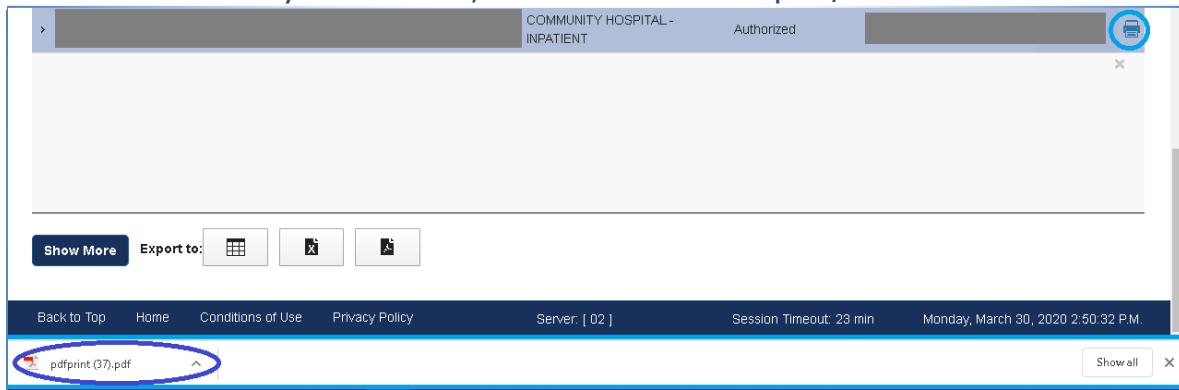 COMMUNITY HOSPITAL -
INPATIENT
Authorized
Show More
Export to:
Back to Top Home Conditions of Use Privacy Policy Server: [ 02 ] Session Timeout: 23 min Monday, March 30, 2020 2:50:32 P.M.
pdfprint (37).pdf
Show all